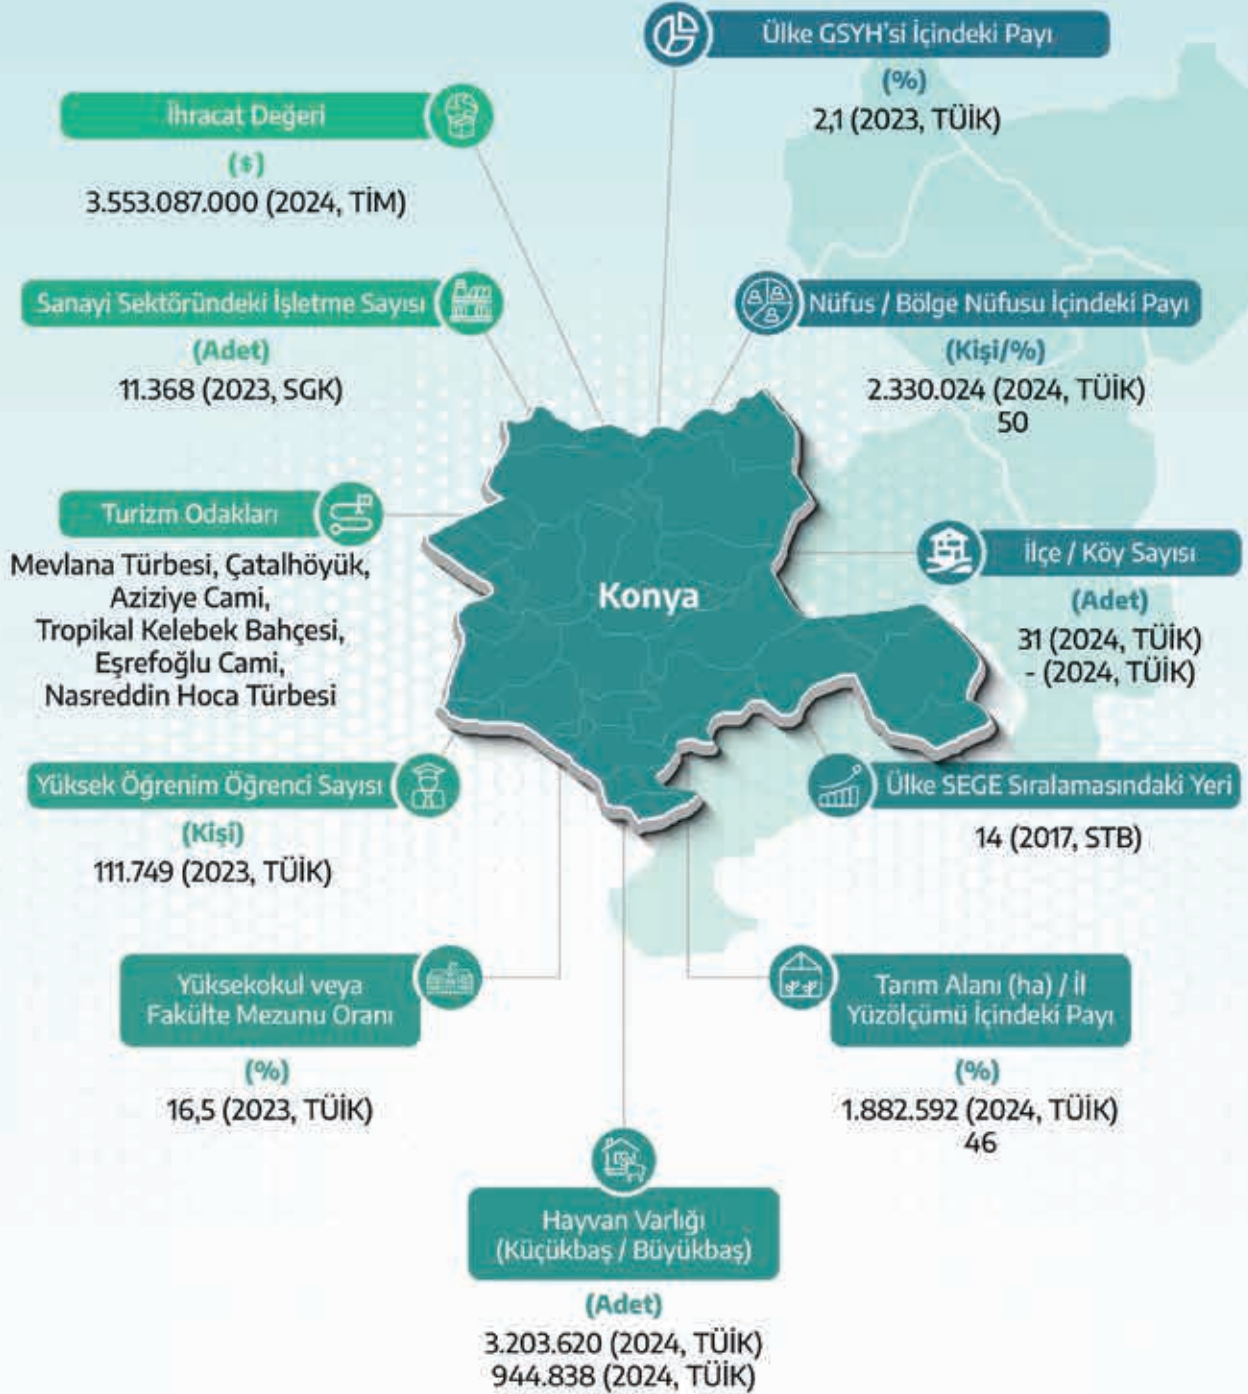 Ülke GSYH'si İçindeki Payı
(%)
2,1 (2023, TÜİK)
İhracat Değeri
($)
3.553.087.000 (2024, TİM)
Sanayi Sektöründeki İşletme Sayısı
(Adet)
11.368 (2023, SGK)
Nüfus / Bölge Nüfusu İçindeki Payı
(Kişi/%)
2.330.024 (2024, TÜİK)
50
Turizm Odakları
Mevlana Türbesi, Çatalhöyük,
Aziziye Cami,
Tropikal Kelebek Bahçesi,
Eşrefoğlu Cami,
Nasreddin Hoca Türbesi
Konya
İlçe / Köy Sayısı
(Adet)
31 (2024, TÜİK)
- (2024, TÜİK)
Yüksek Öğrenim Öğrenci Sayısı
(Kişi)
111.749 (2023, TÜİK)
Ülke SEGE Sıralamasındaki Yeri
14 (2017, STB)
Yüksekokul veya
Fakülte Mezunu Oranı
(%)
16,5 (2023, TÜİK)
Tarım Alanı (ha) / İl
Yüzölçümü İçindeki Payı
(%)
1.882.592 (2024, TÜİK)
46
Hayvan Varlığı
(Küçükbaş / Büyükbaş)
(Adet)
3.203.620 (2024, TÜİK)
944.838 (2024, TÜİK)